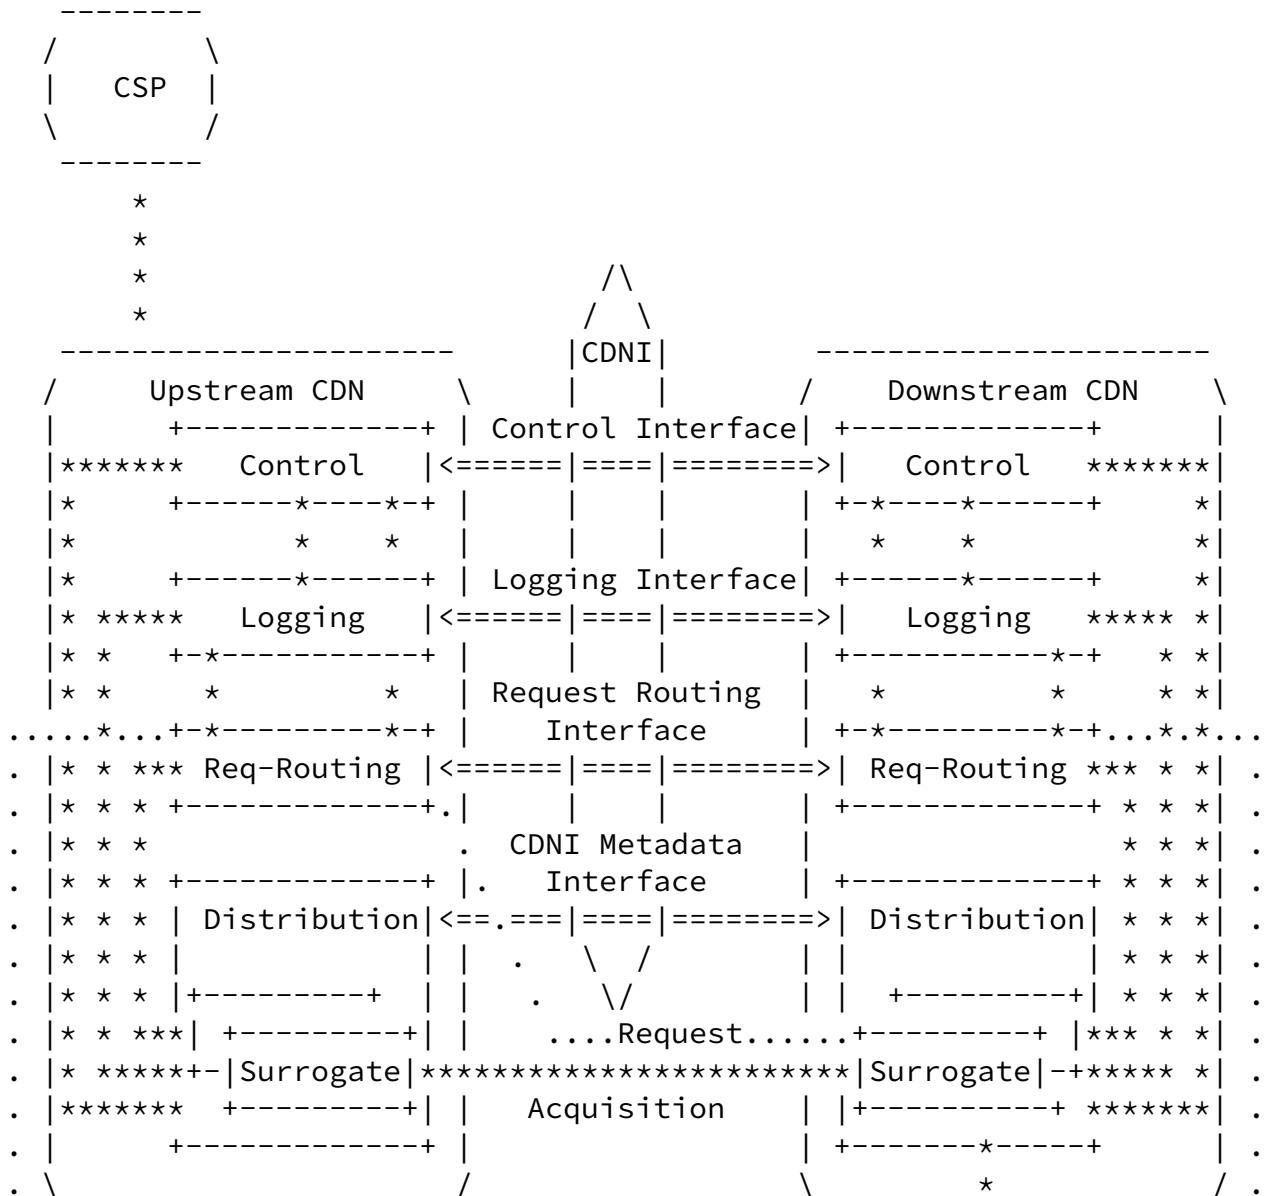 CSP
CDNI
Upstream CDN Downstream CDN
Control Interface
Control Control
Logging Interface
Logging Logging
Request Routing
Interface
Req-Routing Req-Routing
CDNI Metadata
Interface
Distribution Distribution
Request
Surrogate Surrogate
Acquisition